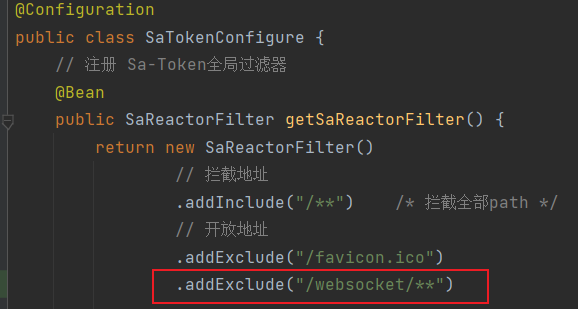 @Configuration
public class SaTokenConfigure {
// 注册 Sa-Token全局过滤器
@Bean
public SaReactorFilter getSaReactorFilter() {
return new SaReactorFilter()
// 拦截地址
.addInclude("/**")    /* 拦截全部path */
// 开放地址
.addExclude("/favicon.ico")
.addExclude("/websocket/**")